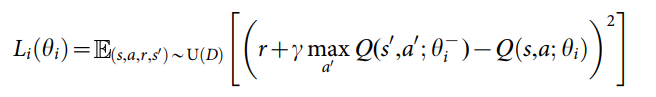 L_i(θ_i) = 𝔼_{(s,a,r,s′)∼U(D)} [ ( r + γ max_{a′} Q(s′,a′; θ_i^−) − Q(s,a; θ_i) )^2 ]